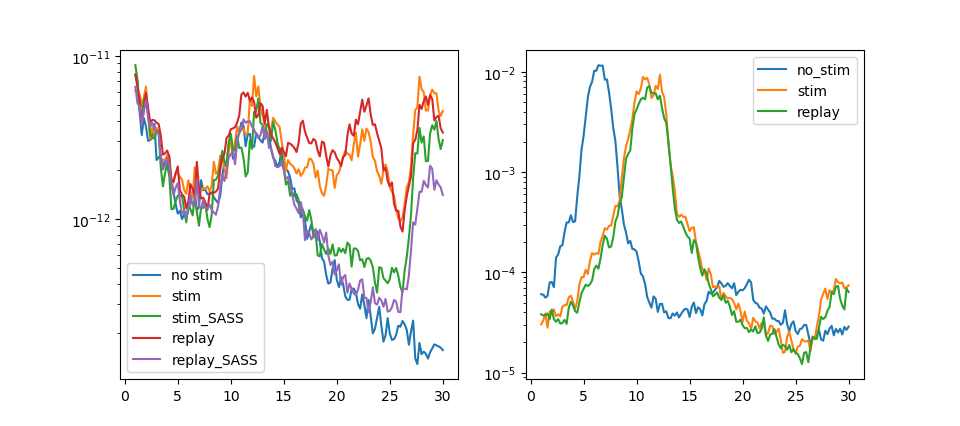 10⁻¹¹
10⁻¹²
no stim
stim
stim_SASS
replay
replay_SASS
0 5 10 15 20 25 30
10⁻²
10⁻³
10⁻⁴
10⁻⁵
no_stim
stim
replay
0 5 10 15 20 25 30